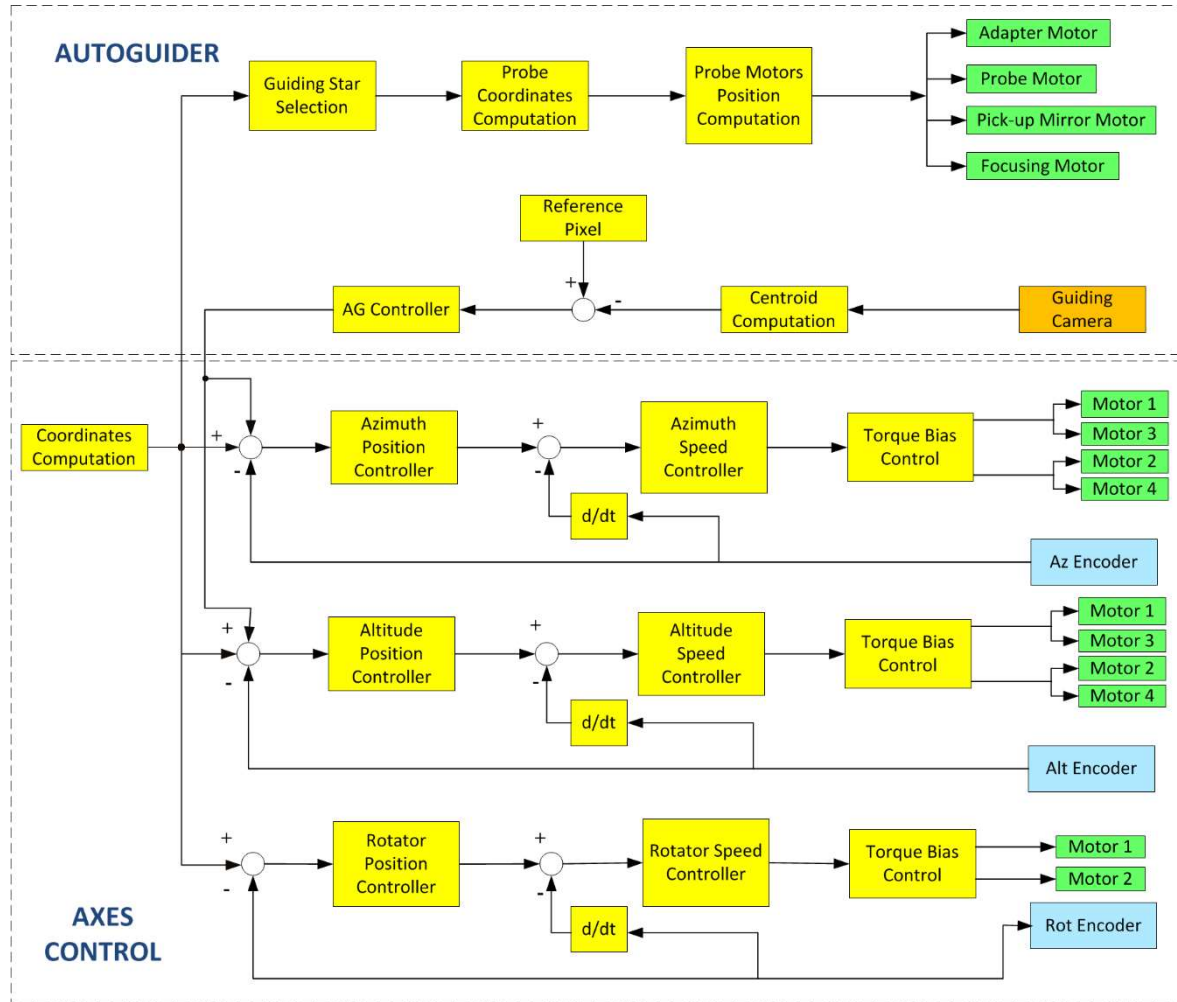 AUTOGUIDER
Guiding Star
Selection
Probe
Coordinates
Computation
Probe Motors
Position
Computation
Adapter Motor
Probe Motor
Pick-up Mirror Motor
Focusing Motor
Reference
Pixel
+
-
AG Controller
Centroid
Computation
Guiding
Camera
Coordinates
Computation
+
-
Azimuth
Position
Controller
+
-
Azimuth
Speed
Controller
Torque Bias
Control
Motor 1
Motor 3
Motor 2
Motor 4
d/dt
Az Encoder
+
-
Altitude
Position
Controller
+
-
Altitude
Speed
Controller
Torque Bias
Control
Motor 1
Motor 3
Motor 2
Motor 4
d/dt
Alt Encoder
+
-
Rotator
Position
Controller
+
-
Rotator Speed
Controller
Torque Bias
Control
Motor 1
Motor 2
d/dt
Rot Encoder
AXES
CONTROL